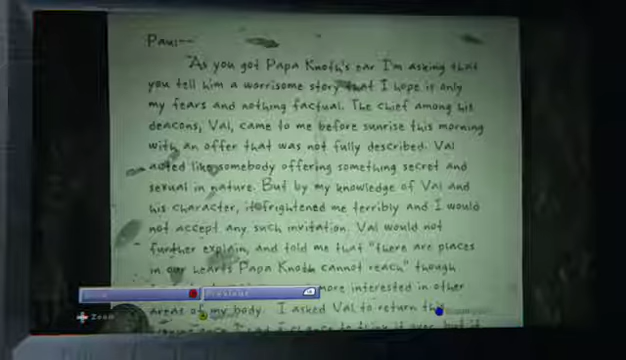 Paul—
As you got Papa Knoth's ear I'm asking that
you tell him a worrisome story that I hope is only
my fears and nothing factual. The chief among his
deacons, Val, came to me before sunrise this morning
with an offer that was not fully described. Val
acted like somebody offering something secret and
sexual in nature. But by my knowledge of Val and
his character, it frightened me terribly and I would
not accept any such invitation. Val would not
further explain, and told me that "there are places
in our hearts Papa Knoth cannot reach" though
more interested in other
areas of my body. I asked Val to return this
Previous
Zoom